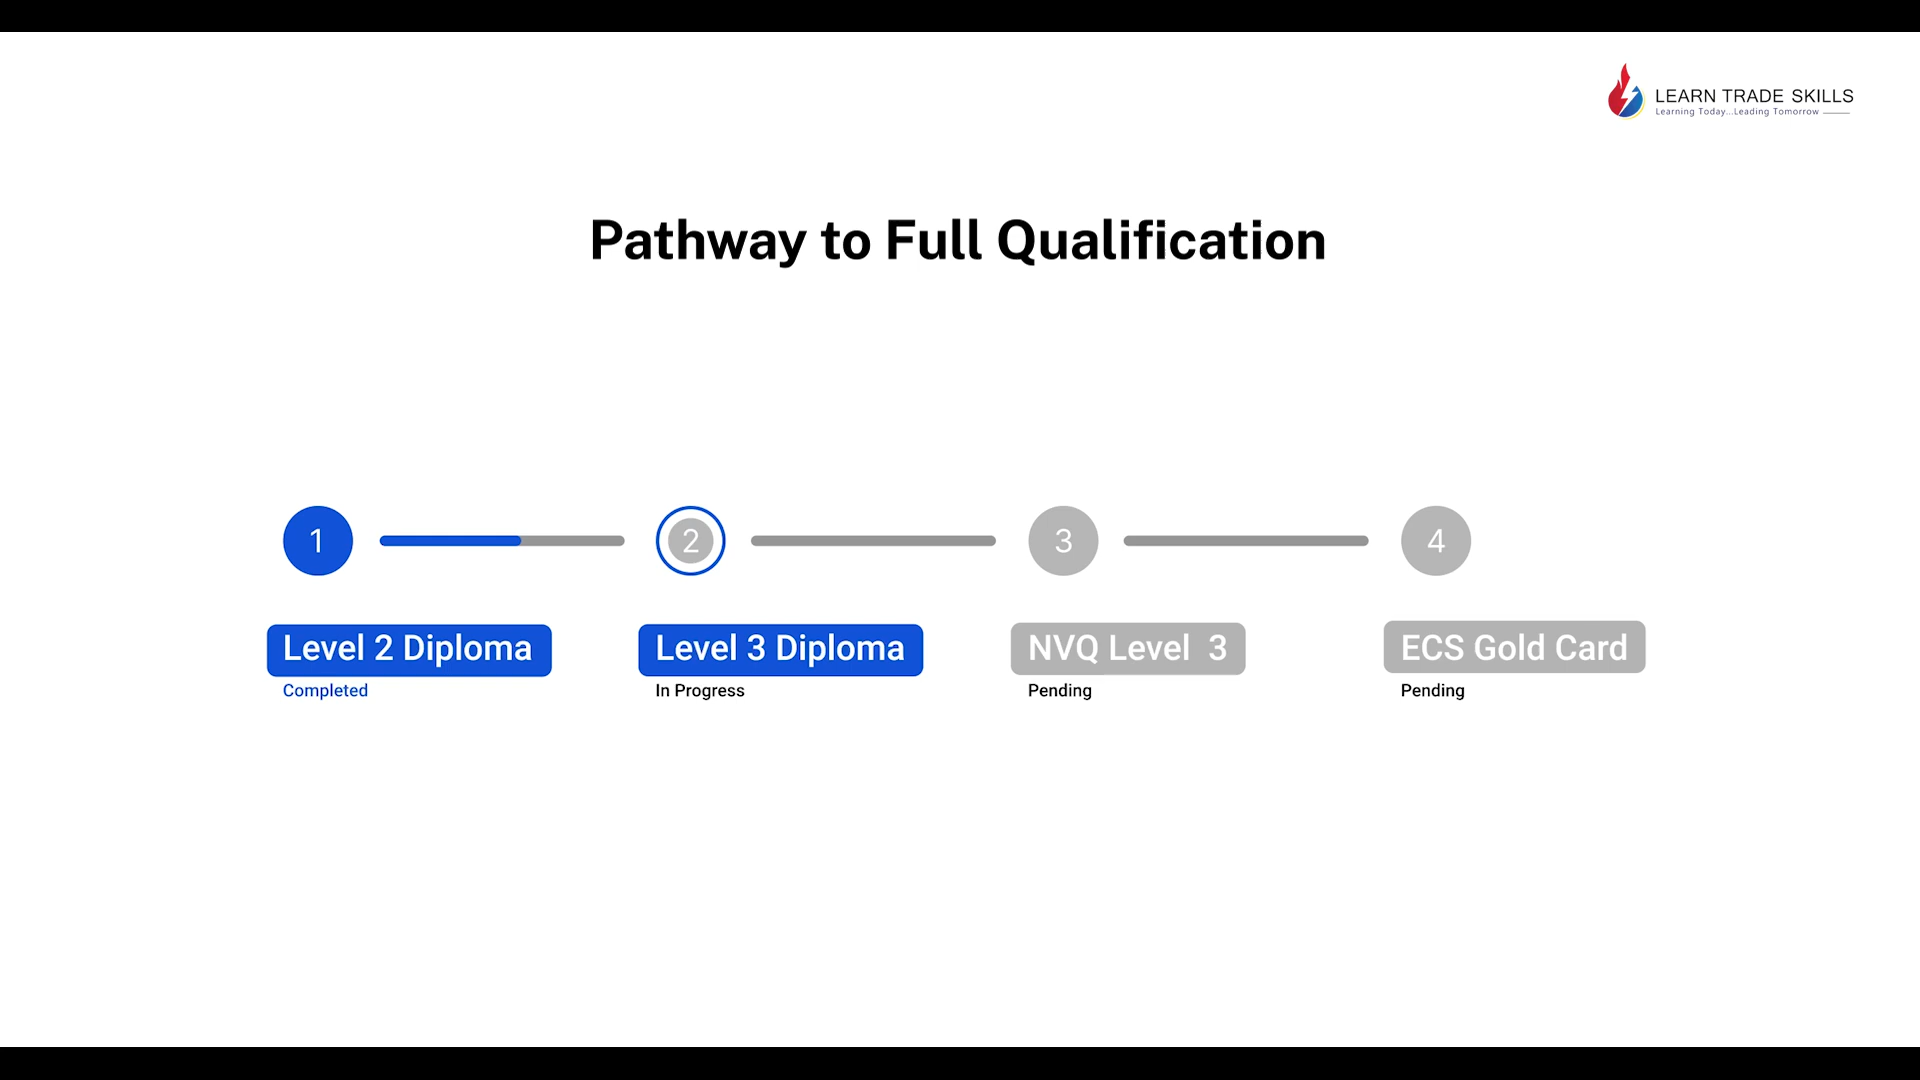 LEARN TRADE SKILLS
Learning Today...Leading Tomorrow
Pathway to Full Qualification
1
2
3
4
Level 2 Diploma
Level 3 Diploma
NVQ Level 3
ECS Gold Card
Completed
In Progress
Pending
Pending